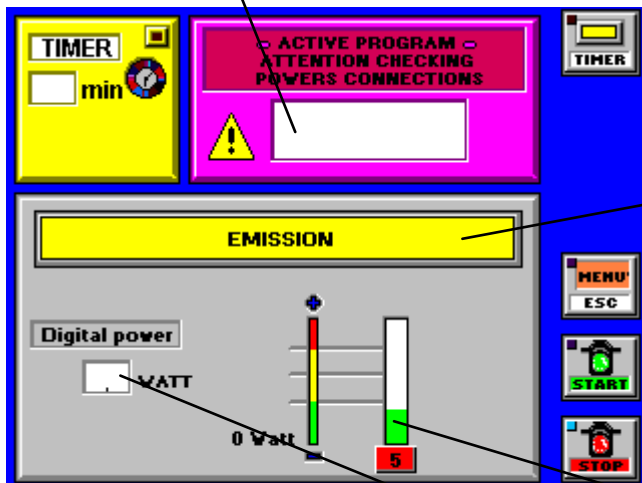 TIMER
min
ACTIVE PROGRAM
ATTENTION CHECKING
POWERS CONNECTIONS
TIMER
EMISSION
MENU'
ESC
Digital power
, WATT
START
0 Watt
5
STOP